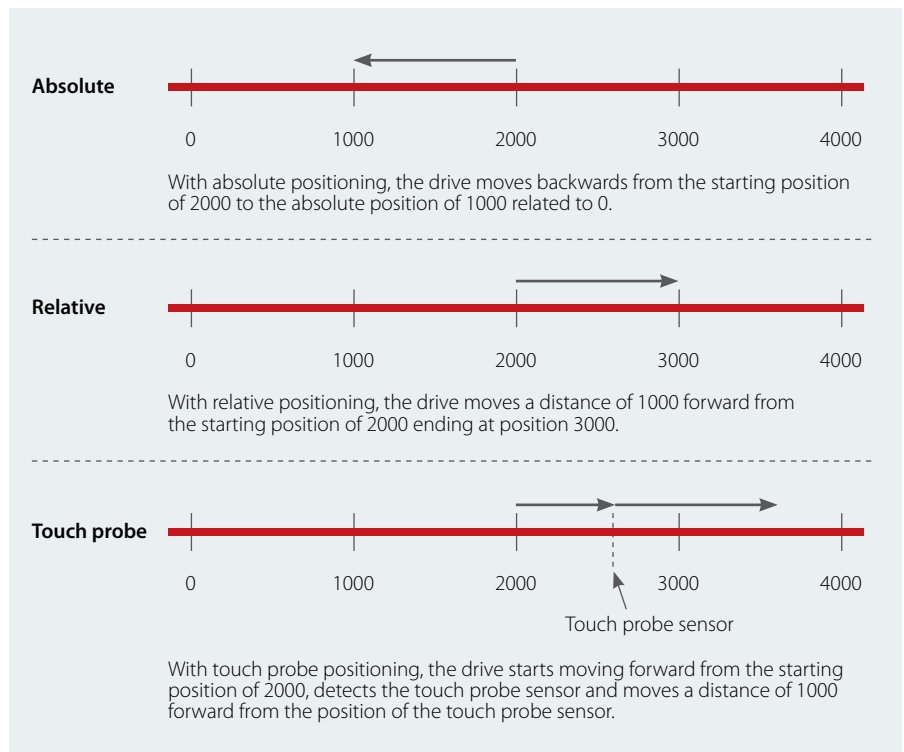 Absolute
0 1000 2000 3000 4000
With absolute positioning, the drive moves backwards from the starting position
of 2000 to the absolute position of 1000 related to 0.
Relative
0 1000 2000 3000 4000
With relative positioning, the drive moves a distance of 1000 forward from
the starting position of 2000 ending at position 3000.
Touch probe
0 1000 2000 3000 4000
Touch probe sensor
With touch probe positioning, the drive starts moving forward from the starting
position of 2000, detects the touch probe sensor and moves a distance of 1000
forward from the position of the touch probe sensor.